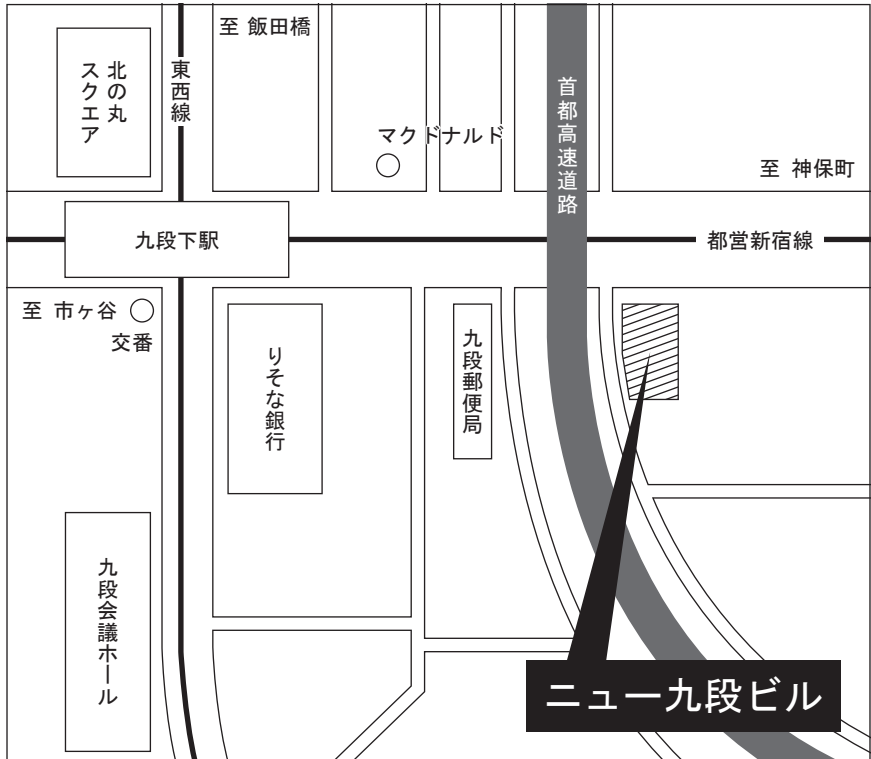 至 飯田橋
北の丸
スクエア
東西線
首都高速道路
マクドナルド
至 神保町
九段下駅
都営新宿線
至 市ヶ谷
交番
りそな銀行
九段郵便局
九段会議ホール
ニュー九段ビル